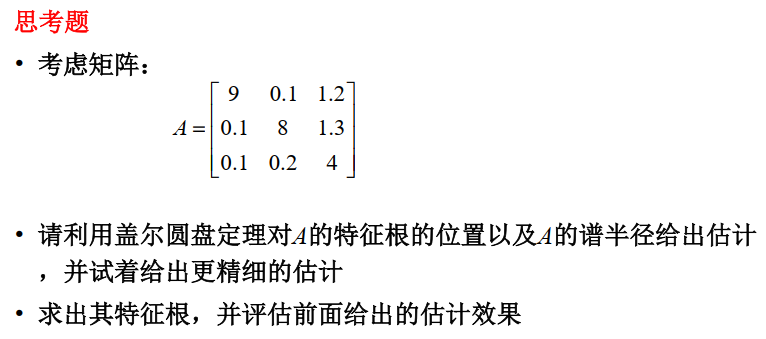 思考题
• 考虑矩阵：
9 0.1 1.2
A = 0.1 8 1.3
0.1 0.2 4
• 请利用盖尔圆盘定理对A的特征根的位置以及A的谱半径给出估计
，并试着给出更精细的估计
• 求出其特征根，并评估前面给出的估计效果